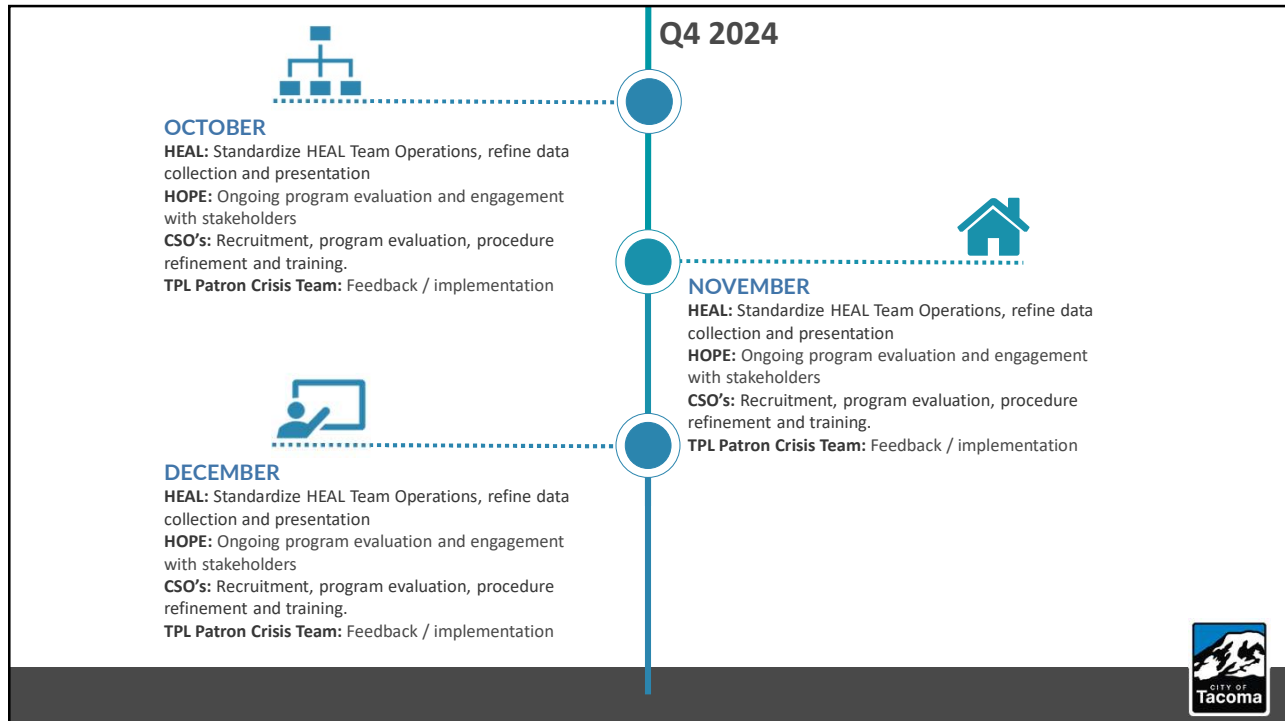 Q4 2024
OCTOBER
HEAL: Standardize HEAL Team Operations, refine data
collection and presentation
HOPE: Ongoing program evaluation and engagement
with stakeholders
CSO’s: Recruitment, program evaluation, procedure
refinement and training.
TPL Patron Crisis Team: Feedback / implementation
NOVEMBER
HEAL: Standardize HEAL Team Operations, refine data
collection and presentation
HOPE: Ongoing program evaluation and engagement
with stakeholders
CSO’s: Recruitment, program evaluation, procedure
refinement and training.
TPL Patron Crisis Team: Feedback / implementation
DECEMBER
HEAL: Standardize HEAL Team Operations, refine data
collection and presentation
HOPE: Ongoing program evaluation and engagement
with stakeholders
CSO’s: Recruitment, program evaluation, procedure
refinement and training.
TPL Patron Crisis Team: Feedback / implementation
CITY OF
Tacoma